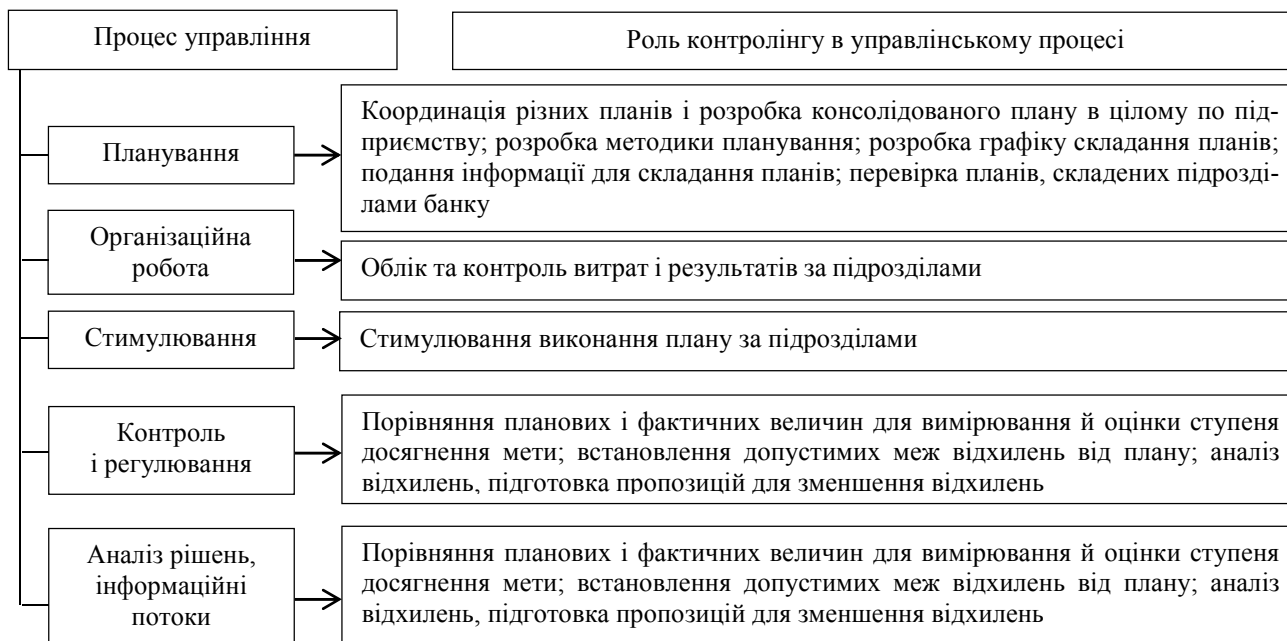 Процес управління
Роль контролінгу в управлінському процесі
Планування
Координація різних планів і розробка консолідованого плану в цілому по під-
приємству; розробка методики планування; розробка графіку складання планів;
подання інформації для складання планів; перевірка планів, складених підрозді-
лами банку
Організаційна
робота
Облік та контроль витрат і результатів за підрозділами
Стимулювання
Стимулювання виконання плану за підрозділами
Контроль
і регулювання
Порівняння планових і фактичних величин для вимірювання й оцінки ступеня
досягнення мети; встановлення допустимих меж відхилень від плану; аналіз
відхилень, підготовка пропозицій для зменшення відхилень
Аналіз рішень,
інформаційні
потоки
Порівняння планових і фактичних величин для вимірювання й оцінки ступеня
досягнення мети; встановлення допустимих меж відхилень від плану; аналіз
відхилень, підготовка пропозицій для зменшення відхилень